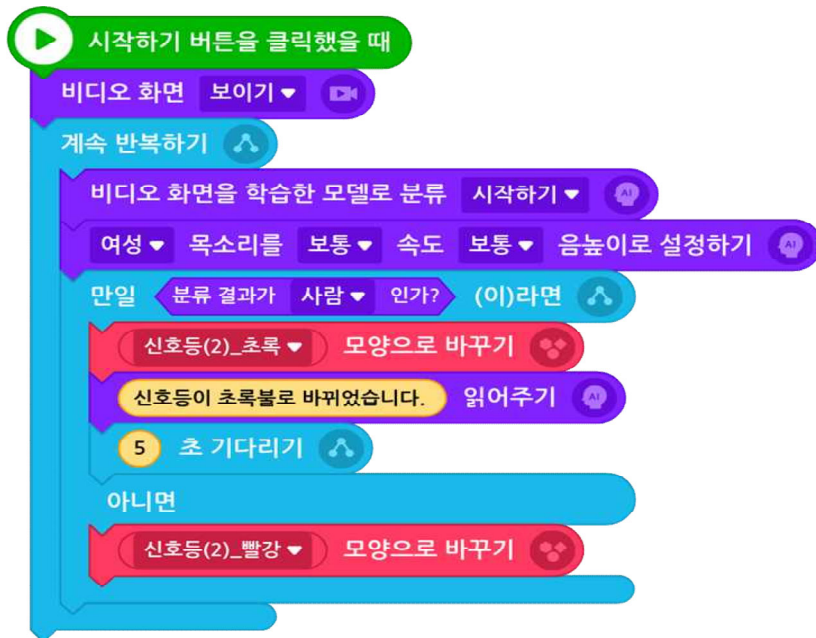 시작하기 버튼을 클릭했을 때
비디오 화면 보이기
계속 반복하기
비디오 화면을 학습한 모델로 분류 시작하기
여성 목소리를 보통 속도 보통 음높이로 설정하기
만일 분류 결과가 사람 인가? (이)라면
신호등(2)_초록 모양으로 바꾸기
신호등이 초록불로 바뀌었습니다. 읽어주기
5 초 기다리기
아니면
신호등(2)_빨강 모양으로 바꾸기